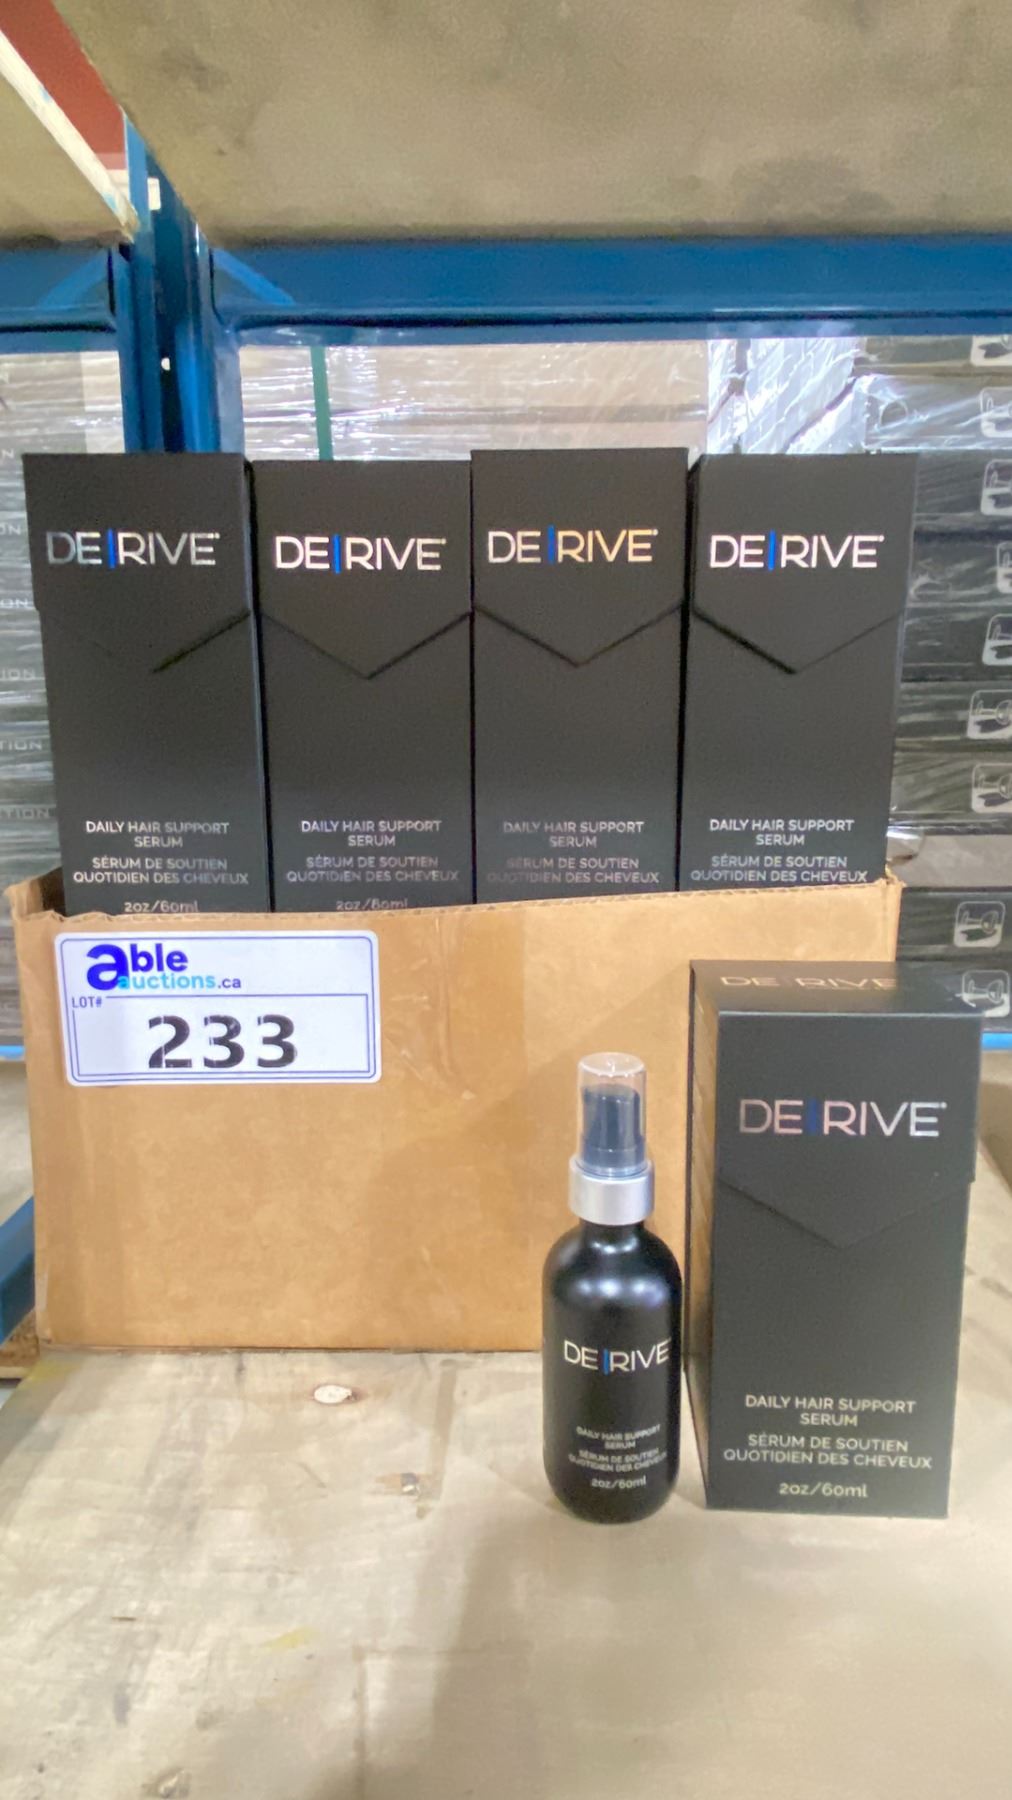 DE|RIVE
DAILY HAIR SUPPORT
SERUM
SÉRUM DE SOUTIEN
QUOTIDIEN DES CHEVEUX
2oz/60ml
DE|RIVE
DAILY HAIR SUPPORT
SERUM
SÉRUM DE SOUTIEN
QUOTIDIEN DES CHEVEUX
2oz/60ml
DE|RIVE
DAILY HAIR SUPPORT
SERUM
SÉRUM DE SOUTIEN
QUOTIDIEN DES CHEVEUX
DE|RIVE
DAILY HAIR SUPPORT
SERUM
SÉRUM DE SOUTIEN
QUOTIDIEN DES CHEVEUX
able
auctions.ca
LOT#
233
DE|RIVE
DAILY HAIR SUPPORT
SERUM
SÉRUM DE SOUTIEN
QUOTIDIEN DES CHEVEUX
2oz/60ml
DE RIVE
DE|RIVE
DAILY HAIR SUPPORT
SERUM
SÉRUM DE SOUTIEN
QUOTIDIEN DES CHEVEUX
2oz/60ml